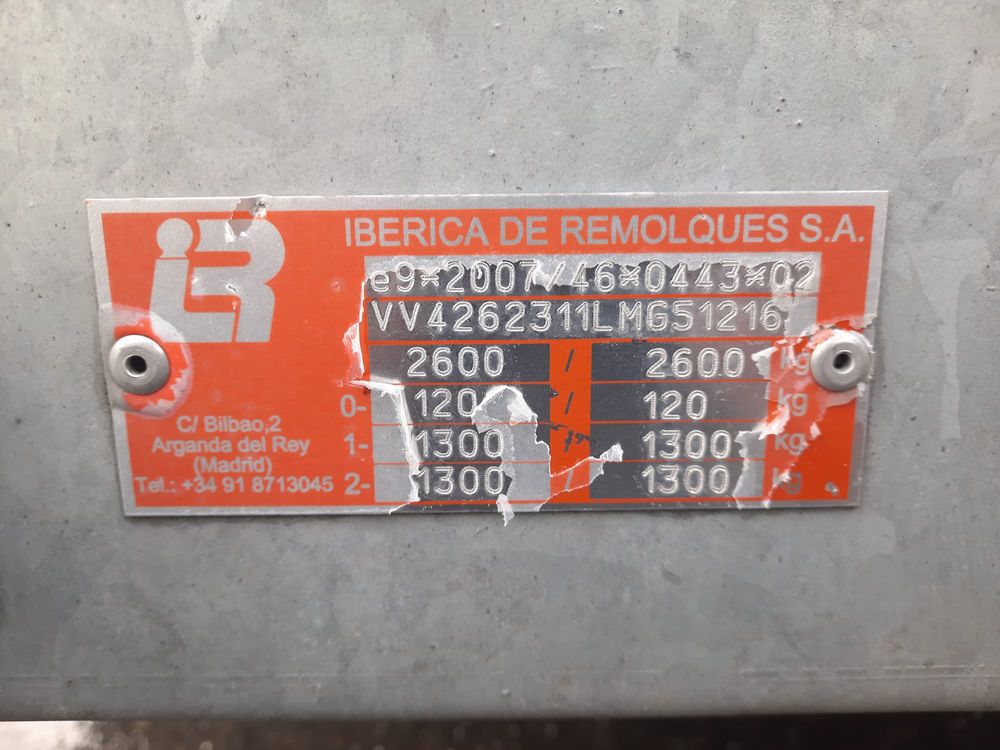 IR
IBERICA DE REMOLQUES S.A.
e9*2007/46*0443*02
VV4262311LMG51216
2600 / 2600 kg
0- 120 / 120 kg
1- 1300 / 1300 kg
2- 1300 / 1300 kg
C/ Bilbao,2
Arganda del Rey
(Madrid)
Tel.: +34 91 8713045